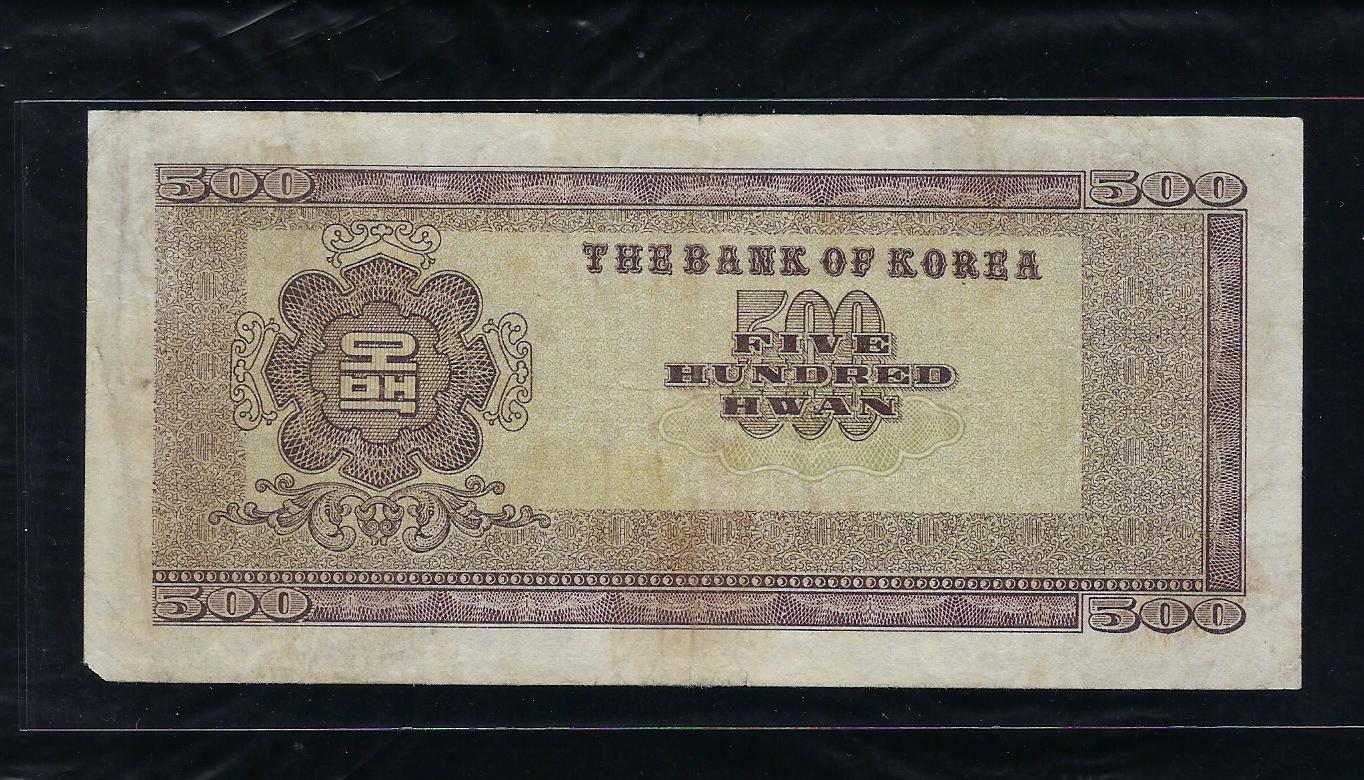 500
500
THE BANK OF KOREA
500
FIVE
HUNDRED
HWAN
오백
500
500